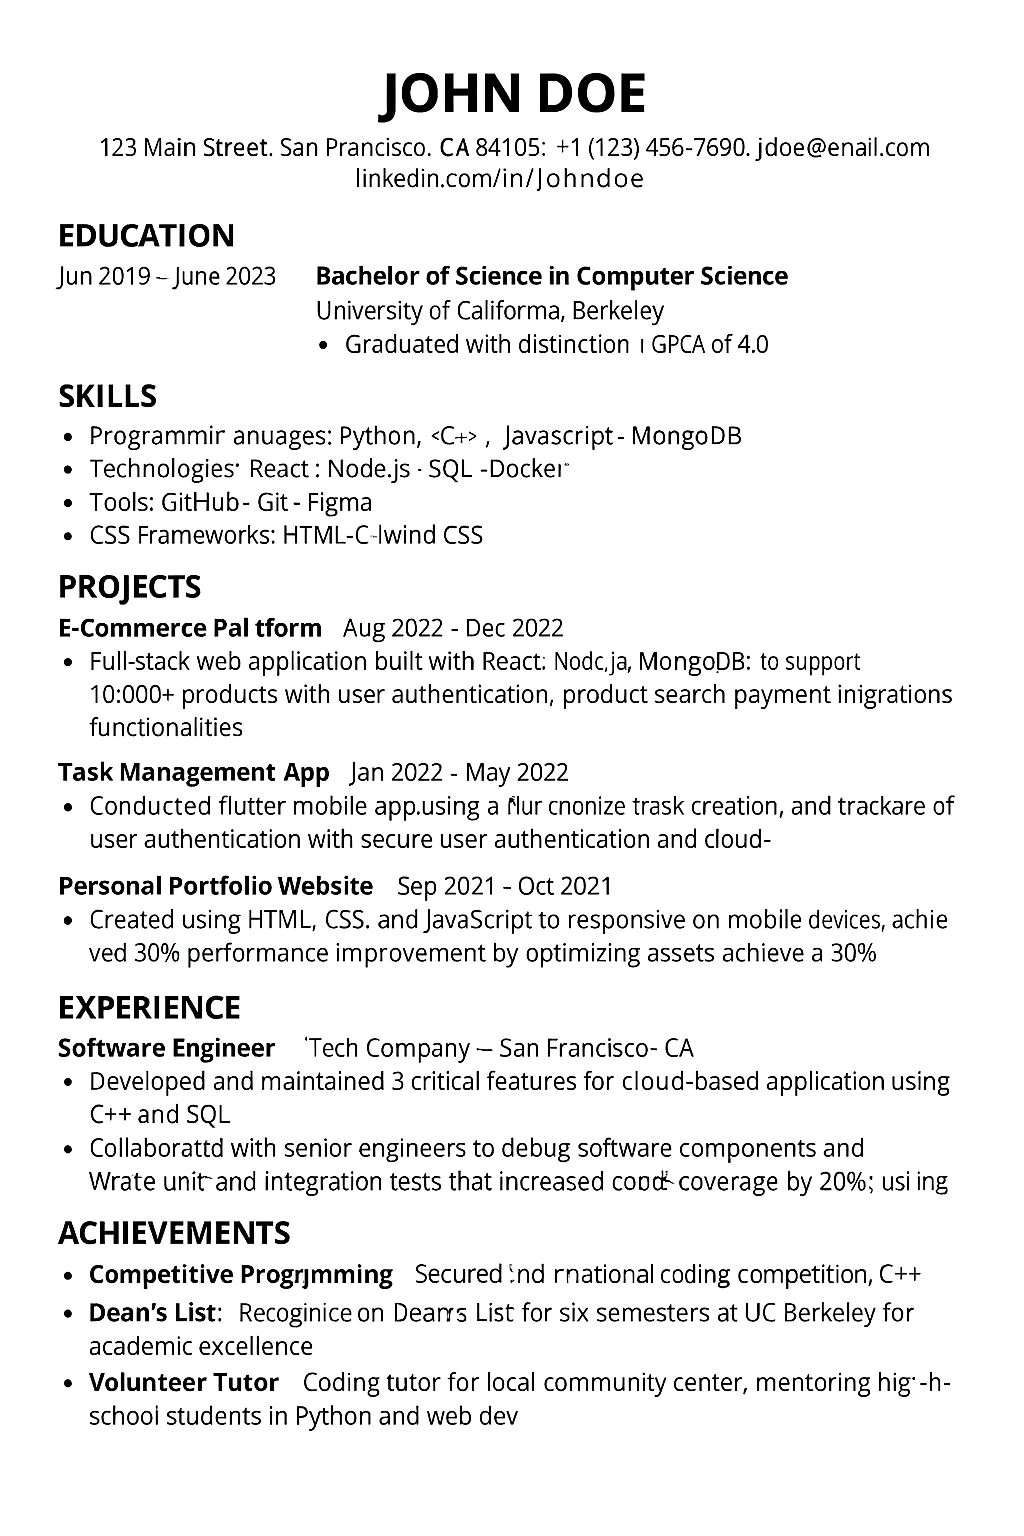 JOHN DOE
123 Main Street. San Prancisco. CA 84105: +1 (123) 456-7690. jdoe@enail.com
linkedin.com/in/Johndoe
EDUCATION
Jun 2019 – June 2023 Bachelor of Science in Computer Science
University of Califorma, Berkeley
• Graduated with distinction ı GPCA of 4.0
SKILLS
• Programmir anuages: Python, <C+> , Javascript - MongoDB
• Technologies· React : Node.js · SQL -Docker
• Tools: GitHub - Git - Figma
• CSS Frameworks: HTML-C-lwind CSS
PROJECTS
E-Commerce Pal tform Aug 2022 - Dec 2022
• Full-stack web application built with React: Nodc,ja, MongoDB: to support
10:000+ products with user authentication, product search payment inigrations
functionalities
Task Management App Jan 2022 - May 2022
• Conducted flutter mobile app.using a cnonize trask creation, and trackare of
user authentication with secure user authentication and cloud-
Personal Portfolio Website Sep 2021 - Oct 2021
• Created using HTML, CSS. and JavaScript to responsive on mobile devices, achie
ved 30% performance improvement by optimizing assets achieve a 30%
EXPERIENCE
Software Engineer 'Tech Company – San Francisco- CA
• Developed and maintained 3 critical features for cloud-based application using
C++ and SQL
• Collaborattd with senior engineers to debug software components and
Wrate unit and integration tests that increased coverage by 20%; usi ing
ACHIEVEMENTS
• Competitive Progrjmming Secured rnational coding competition, C++
• Dean's List: Recoginice on List for six semesters at UC Berkeley for
academic excellence
• Volunteer Tutor Coding tutor for local community center, mentoring hig·-h-
school students in Python and web dev